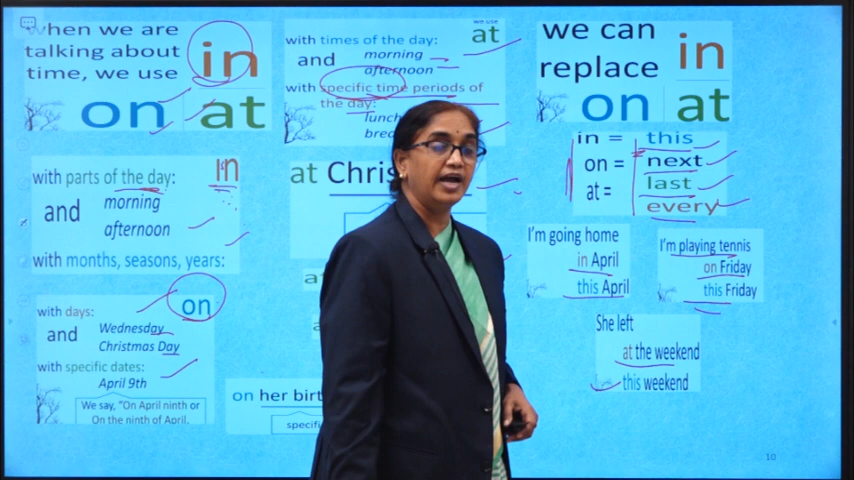 when we are
talking about
time, we use
in
on
at
with parts of the day:
in
and
morning
afternoon
with months, seasons, years:
with days:
on
and
Wednesday
Christmas Day
with specific dates:
April 9th
We say, "On April ninth or
On the ninth of April.
we use
at
with times of the day:
and
morning
afternoon
with specific time periods of
the day:
at
on her
we can
replace
in
on
at
in = this
on = next
at = last
every
I'm going home
in April
this April
I'm playing tennis
on Friday
this Friday
She left
at the weekend
this weekend
10